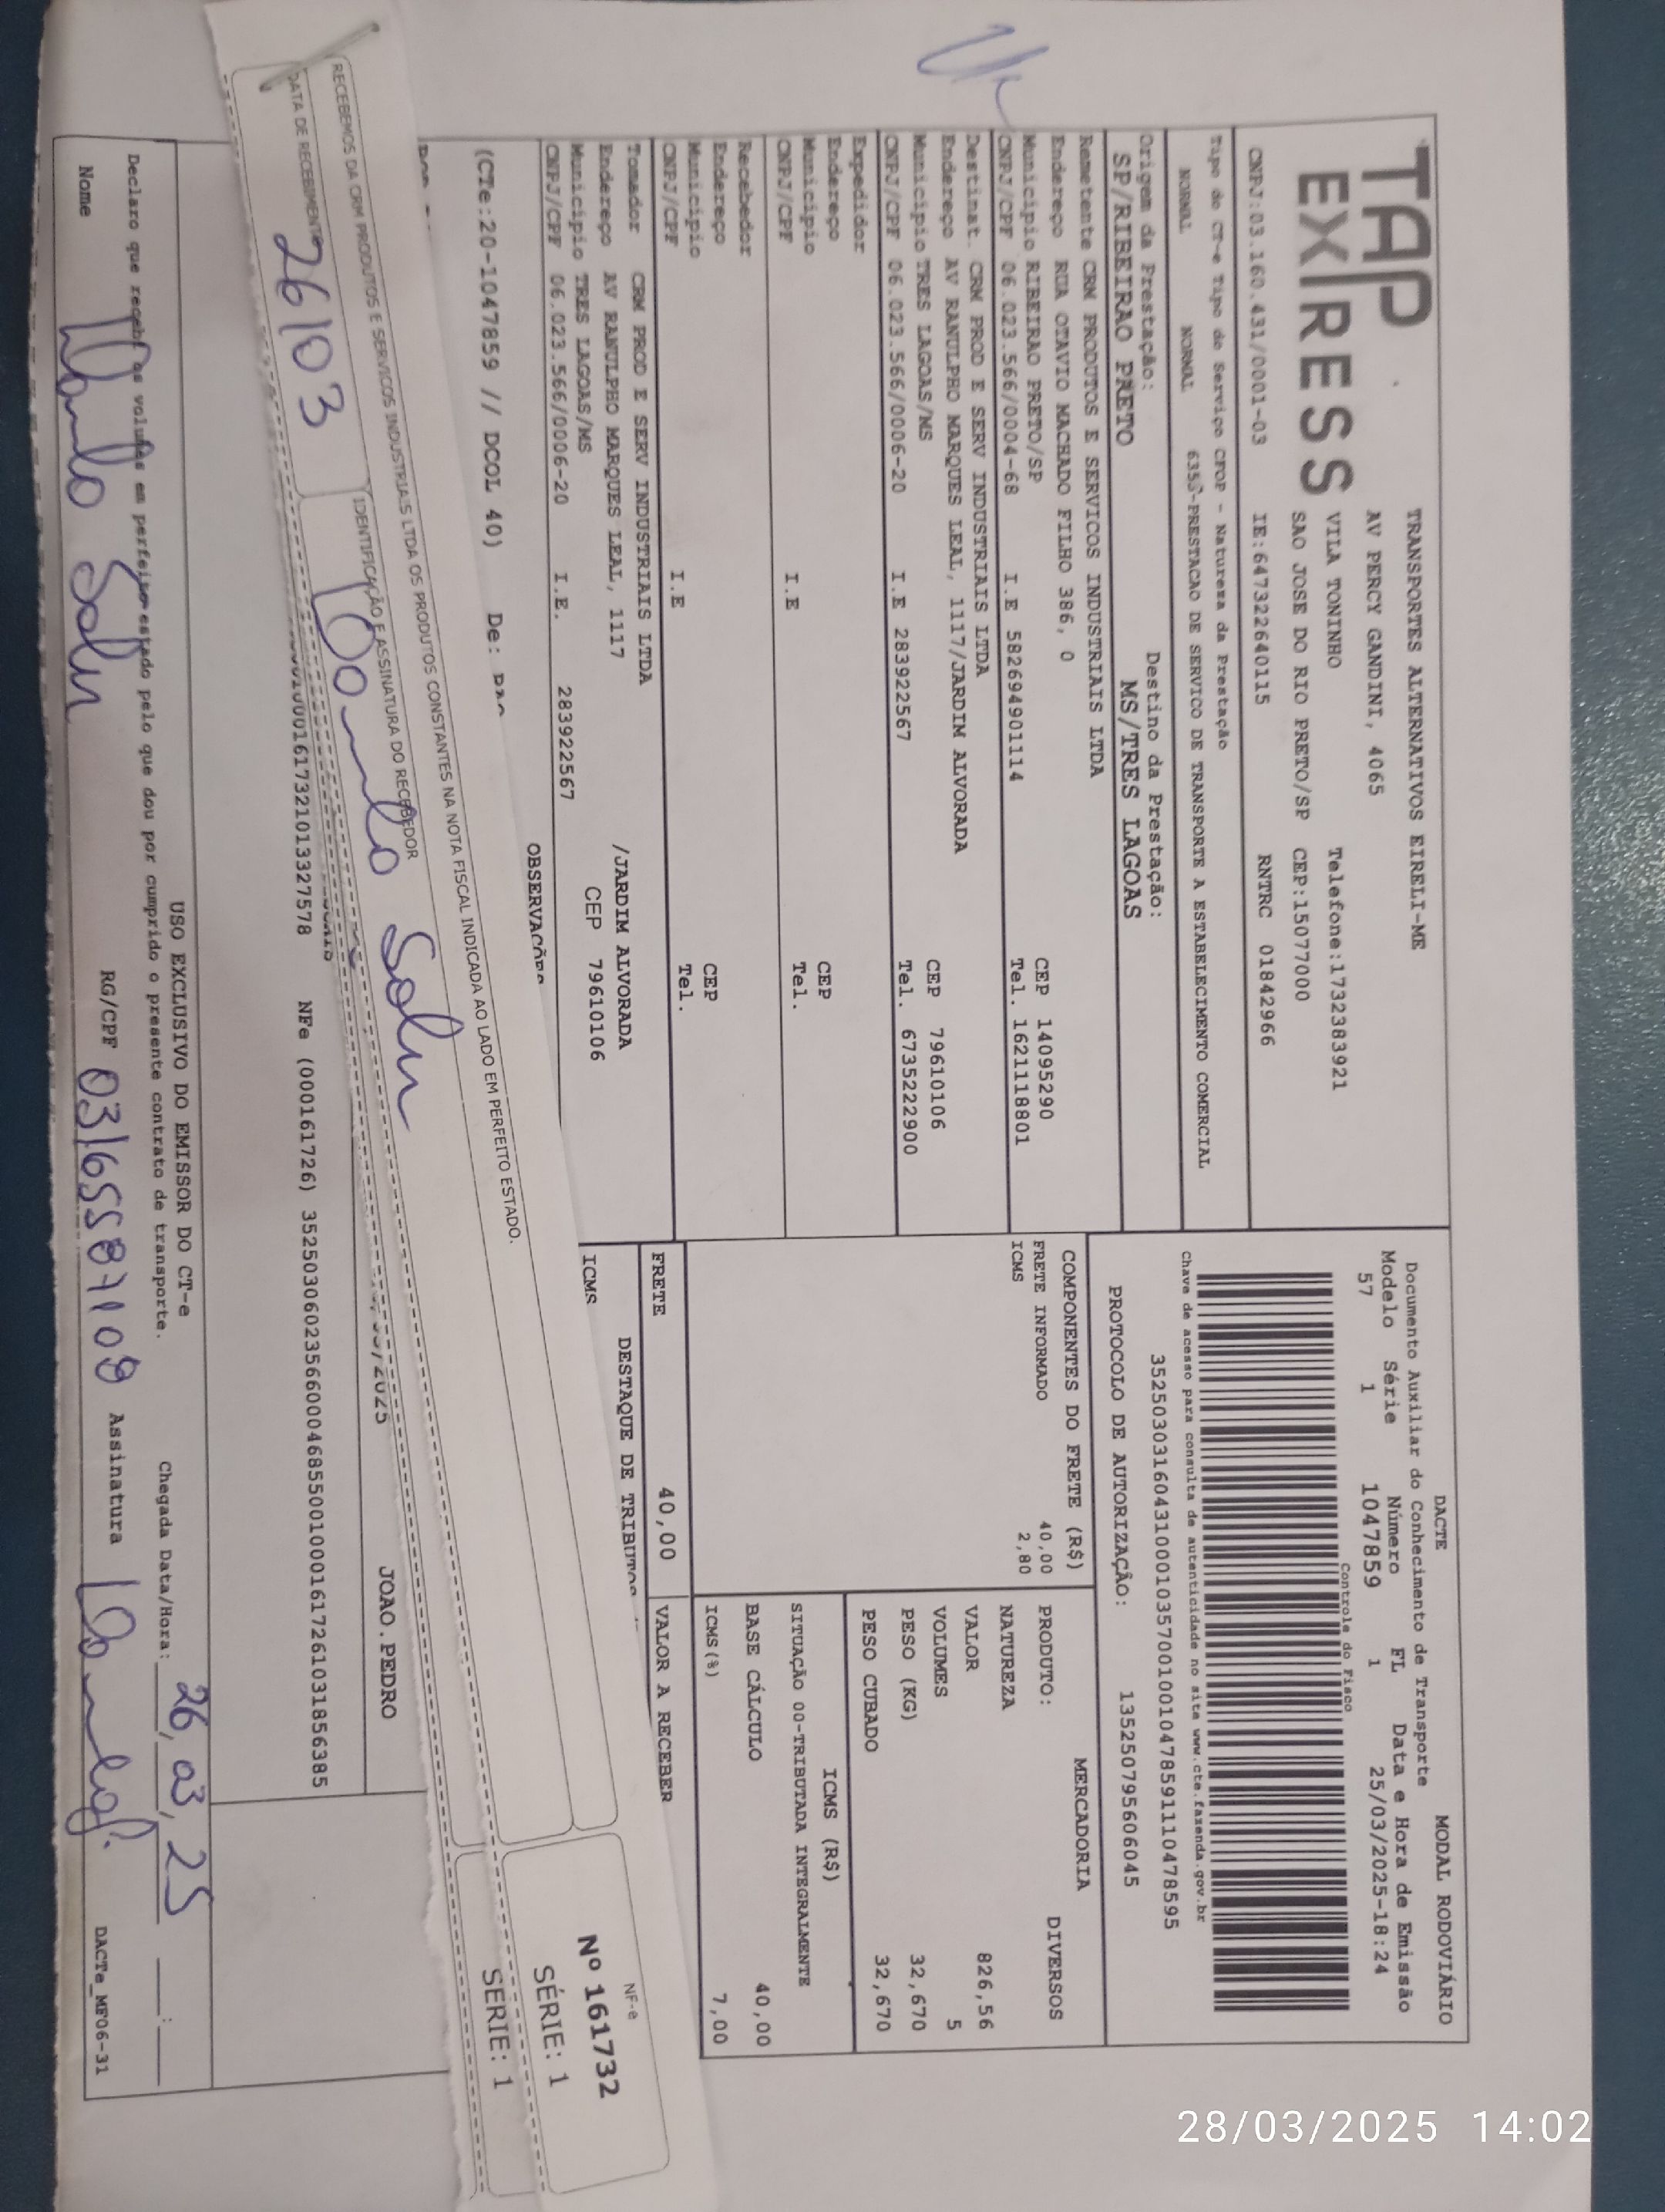 TAP
EXPRESS
TRANSPORTES ALTERNATIVOS EIRELI-ME
AV PERCY GANDINI, 4065
VILA TONINHO Telefone:1732383921
SAO JOSE DO RIO PRETO/SP CEP:15077000
CNPJ:03.160.431/0001-03 IE:647322640115 RNTRC 01842966
DACTE MODAL RODOVIÁRIO
Documento Auxiliar do Conhecimento de Transporte
Modelo Série Número FL Data e Hora de Emissão
57 1 1047859 1 25/03/2025-18:24
Controle do Fisco
Tipo do CT-e Tipo de Serviço CFOP - Natureza da Prestação
NORMAL NORMAL 6353-PRESTACAO DE SERVICO DE TRANSPORTE A ESTABELECIMENTO COMERCIAL
Chave de acesso para consulta de autenticidade no site www.cte.fazenda.gov.br
35250303160431000103570010010478591110478595
Origem da Prestação: Destino da Prestação:
SP/RIBEIRAO PRETO MS/TRES LAGOAS
PROTOCOLO DE AUTORIZAÇÃO: 135250795606045
Remetente CRM PRODUTOS E SERVICOS INDUSTRIAIS LTDA
Endereço RUA OTAVIO MACHADO FILHO 386, 0
Municipio RIBEIRAO PRETO/SP CEP 14095290
CNPJ/CPF 06.023.566/0004-68 I.E 582694901114 Tel. 1621118801
Destinat. CRM PROD E SERV INDUSTRIAIS LTDA
Endereço AV RANULPHO MARQUES LEAL, 1117/JARDIM ALVORADA
Municipio TRES LAGOAS/MS CEP 79610106
CNPJ/CPF 06.023.566/0006-20 I.E 283922567 Tel. 6735222900
Expedidor
Endereço
Municipio CEP
CNPJ/CPF I.E Tel.
Recebedor
Endereço
Municipio CEP
CNPJ/CPF I.E Tel.
Tomador CRM PROD E SERV INDUSTRIAIS LTDA
Endereço AV RANULPHO MARQUES LEAL, 1117 /JARDIM ALVORADA
Municipio TRES LAGOAS/MS CEP 79610106
CNPJ/CPF 06.023.566/0006-20 I.E. 283922567
COMPONENTES DO FRETE (R$)
FRETE INFORMADO 40,00
ICMS 2,80
MERCADORIA
PRODUTO: DIVERSOS
NATUREZA
VALOR 826,56
VOLUMES 5
PESO (KG) 32,670
PESO CUBADO 32,670
ICMS (R$)
SITUAÇÃO 00-TRIBUTADA INTEGRALMENTE
BASE CÁLCULO 40,00
ICMS(%) 7,00
FRETE 40,00 VALOR A RECEBER
DESTAQUE DE TRIBUTOS
ICMS
OBSERVAÇÕES
(CTe:20-1047859 // DCOL 40) De:
RECEBEMOS DA CRM PRODUTOS E SERVICOS INDUSTRIAIS LTDA OS PRODUTOS CONSTANTES NA NOTA FISCAL INDICADA AO LADO EM PERFEITO ESTADO.
DATA DE RECEBIMENTO IDENTIFICAÇÃO E ASSINATURA DO RECEBEDOR
26/03
NF-e
Nº 161732
SÉRIE: 1
SERIE: 1
JOAO.PEDRO
/2025
10001617321013327578 NFe (000161726) 35250306023566000468550010001617261031856385
USO EXCLUSIVO DO EMISSOR DO CT-e
Declaro que recebi os volumes em perfeito estado pelo que dou por cumprido o presente contrato de transporte.
Chegada Data/Hora: 26,03,25 :
Nome RG/CPF Assinatura
DACTe_MF06-31
28/03/2025 14:02